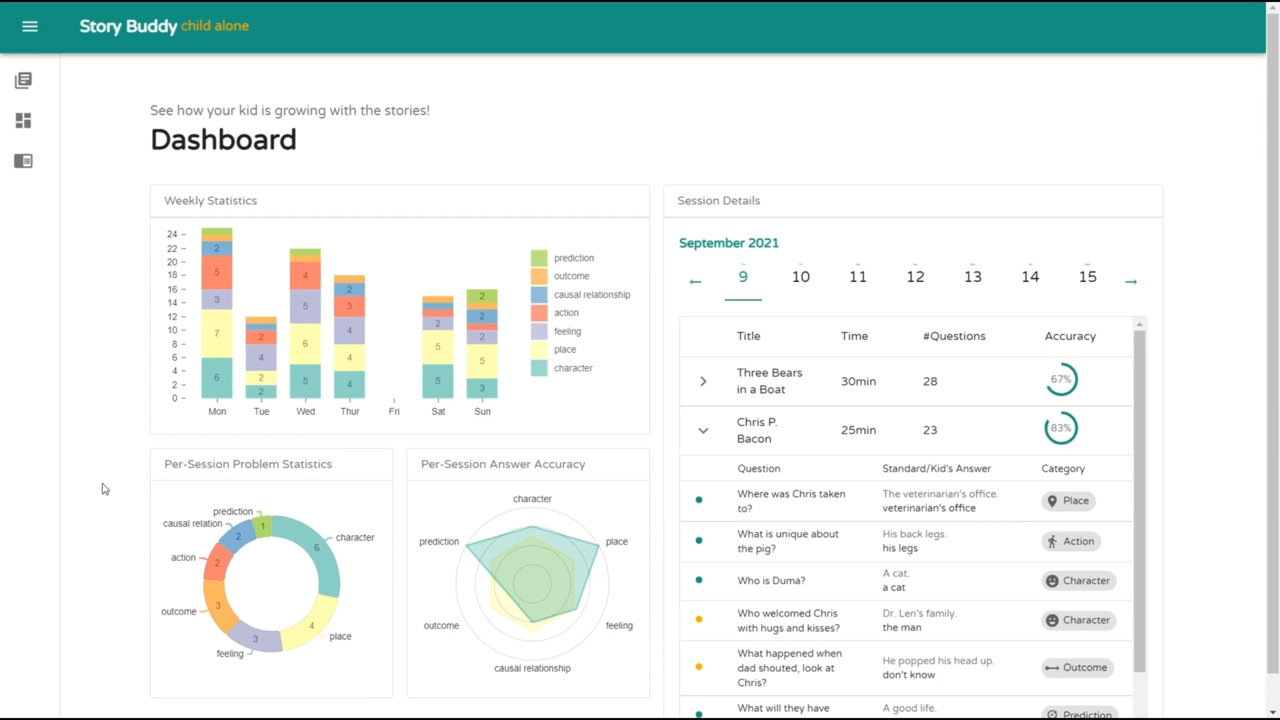 Story Buddy child alone
See how your kid is growing with the stories!
Dashboard
Weekly Statistics
24
22
20
18
16
14
12
10
8
6
4
2
0
2
5
3
7
6
2
4
2
2
4
5
6
5
2
3
4
4
4
2
5
5
2
2
2
5
3
Mon Tue Wed Thur Fri Sat Sun
prediction
outcome
causal relationship
action
feeling
place
character
Per-Session Problem Statistics
prediction
causal relation
action
outcome
feeling
place
character
1
2
2
3
3
4
6
Per-Session Answer Accuracy
character
prediction
place
outcome
feeling
causal relationship
Session Details
September 2021
← 9 10 11 12 13 14 15 →
Title Time #Questions Accuracy
Three Bears
in a Boat
30min 28 67%
Chris P.
Bacon
25min 23 83%
Question Standard/Kid's Answer Category
Where was Chris taken
to?
The veterinarian's office.
veterinarian's office
Place
What is unique about
the pig?
His back legs.
his legs
Action
Who is Duma?
A cat.
a cat
Character
Who welcomed Chris
with hugs and kisses?
Dr. Len's family.
the man
Character
What happened when
dad shouted, look at
Chris?
He popped his head up.
don't know
Outcome
What will they have
A good life.
Prediction